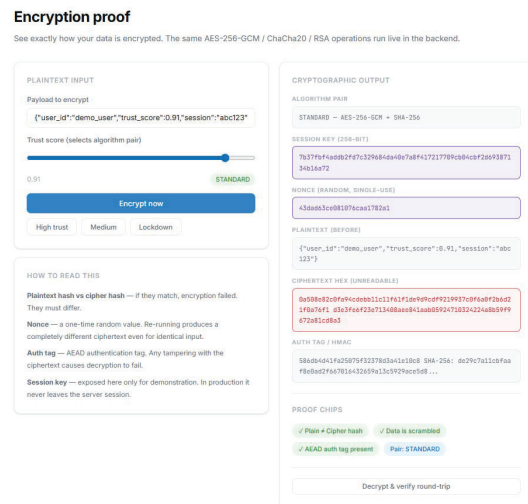 Encryption proof
See exactly how your data is encrypted. The same AES-256-GCM / ChaCha20 / RSA operations run live in the backend.
PLAINTEXT INPUT
Payload to encrypt
{"user_id":"demo_user","trust_score":0.91,"session":"abc123"
Trust score (selects algorithm pair)
0.91
STANDARD
Encrypt now
High trust
Medium
Lockdown
HOW TO READ THIS
Plaintext hash vs cipher hash — if they match, encryption failed.
They must differ.
Nonce — a one-time random value. Re-running produces a
completely different ciphertext even for identical input.
Auth tag — AEAD authentication tag. Any tampering with the
ciphertext causes decryption to fail.
Session key — exposed here only for demonstration. In production it
never leaves the server session.
CRYPTOGRAPHIC OUTPUT
ALGORITHM PAIR
STANDARD — AES-256-GCM + SHA-256
SESSION KEY (256-BIT)
NONCE (RANDOM, SINGLE-USE)
43dad63ce081076caa1782a1
PLAINTEXT (BEFORE)
{"user_id":"demo_user","trust_score":0.91,"session":"abc
123"}
CIPHERTEXT HEX (UNREADABLE)
AUTH TAG / HMAC
PROOF CHIPS
✓ Plain ≠ Cipher hash
✓ Data is scrambled
✓ AEAD auth tag present
Pair: STANDARD
Decrypt & verify round-trip